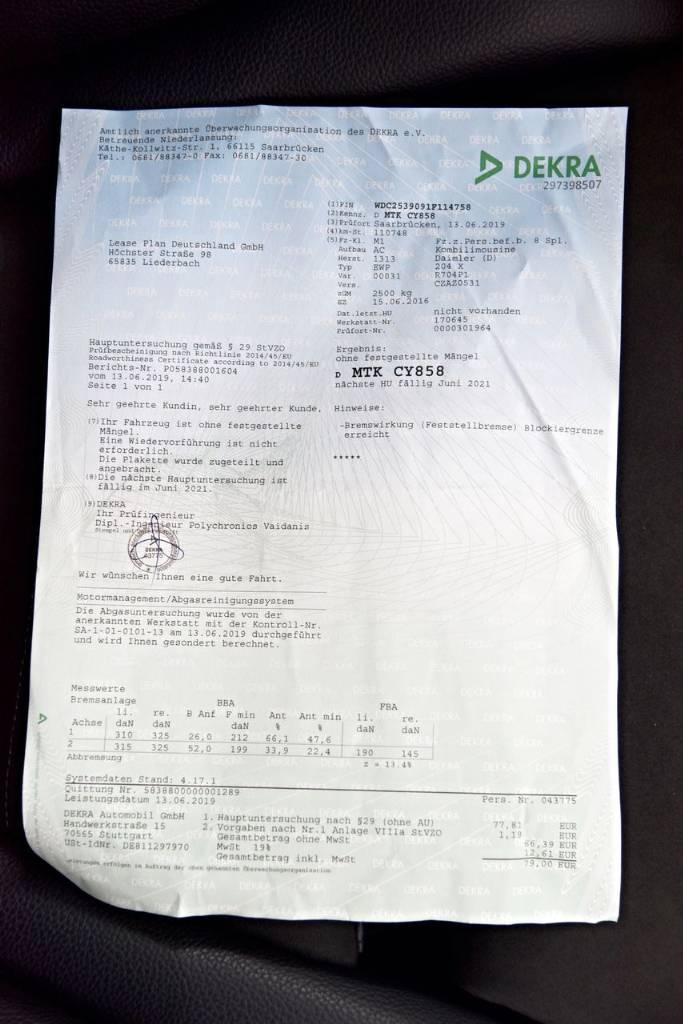 Amtlich anerkannte Überwachungsorganisation des DEKRA e.V.
Betreuende Niederlassung:
Käthe-Kollwitz-Str. 1, 66115 Saarbrücken
Tel.: 0681/88347-0 Fax: 0681/88347-30
DEKRA
297398507
(1) FIN WDC2539091F114758
(2) Kennz. D MTK CY858
(3) Prüfort Saarbrücken, 13.06.2019
(4) km-St. 110748
(5) Fz-Kl. M1 Fz.z.Pers.bef.b. 8 Spl.
Aufbau AC Kombilimousine
Herst. 1313 Daimler (D)
Typ EWP 204 X
Var. 00031 R704P1
Vers. CZAZ0531
zGM 2500 kg
EZ 15.06.2016
Dat.letzt.HU nicht vorhanden
Werkstatt-Nr. 170645
Prüfort-Nr. 0000301964
Lease Plan Deutschland GmbH
Höchster Straße 98
65835 Liederbach
Hauptuntersuchung gemäß § 29 StVZO
Prüfbescheinigung nach Richtlinie 2014/45/EU
Roadworthiness Certificate according to 2014/45/EU
Berichts-Nr. P058388001604
vom 13.06.2019, 14:40
Seite 1 von 1
Ergebnis:
ohne festgestellte Mängel
D MTK CY858
nächste HU fällig Juni 2021
Sehr geehrte Kundin, sehr geehrter Kunde,
(7) Ihr Fahrzeug ist ohne festgestellte
Mängel.
Eine Wiedervorführung ist nicht
erforderlich.
Die Plakette wurde zugeteilt und
angebracht.
(8) Die nächste Hauptuntersuchung ist
fällig im Juni 2021.
Hinweise:
-Bremswirkung (Feststellbremse) Blockiergrenze
erreicht
*****
(9) DEKRA
Ihr Prüfingenieur
Dipl.-Ingenieur Polychronios Vaidanis
Stempel und
DEKRA
43775
Wir wünschen Ihnen eine gute Fahrt.
Motormanagement/Abgasreinigungssystem
Die Abgasuntersuchung wurde von der
anerkannten Werkstatt mit der Kontroll-Nr.
SA-1-01-0101-13 am 13.06.2019 durchgeführt
und wird Ihnen gesondert berechnet.
Messwerte
Bremsanlage BBA FBA
li. re. B Anf F min Ant Ant min li. re.
Achse daN daN daN % % daN daN
1 310 325 26,0 212 66,1 47,6
2 315 325 52,0 199 33,9 22,4 190 145
Abbremsung z = 13.4%
Systemdaten Stand: 4.17.1
Quittung Nr. 5838800000001289
Leistungsdatum 13.06.2019 Pers. Nr. 043775
DEKRA Automobil GmbH
Handwerkstraße 15
70565 Stuttgart
USt-IdNr. DE811297970
1. Hauptuntersuchung nach §29 (ohne AU) 77,81 EUR
2. Vorgaben nach Nr.1 Anlage VIIIa StVZO 1,19 EUR
Gesamtbetrag ohne MwSt 66,39 EUR
MwSt 19% 12,61 EUR
Gesamtbetrag inkl. MwSt 79,00 EUR
erfolgen im Auftrag der oben genannten Überwachungsorganisation